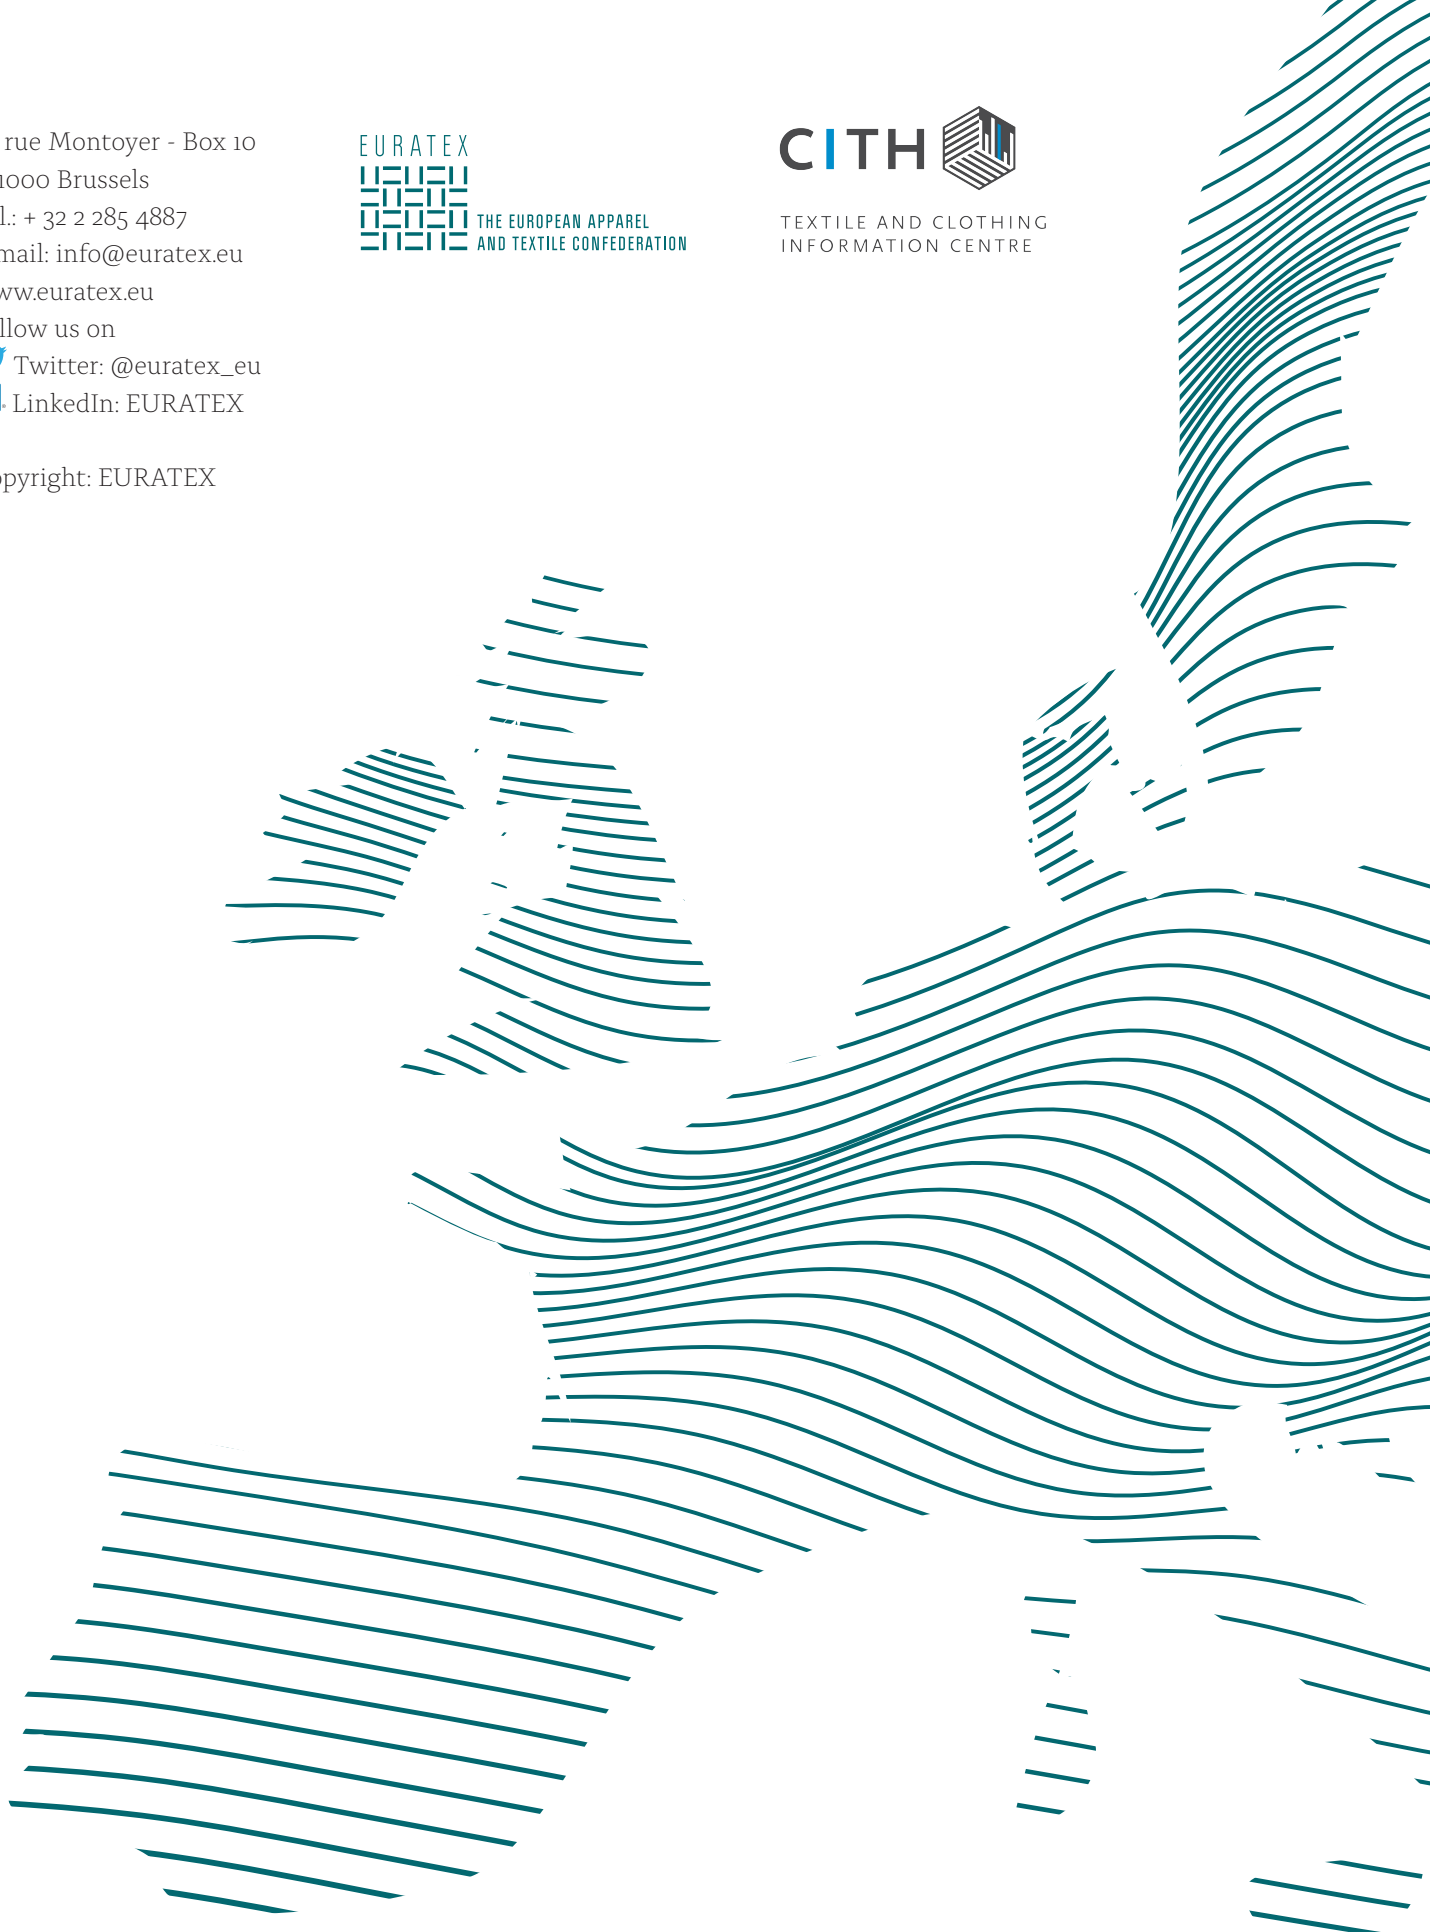 rue Montoyer - Box 10
1000 Brussels
l.: + 32 2 285 4887
mail: info@euratex.eu
ww.euratex.eu
llow us on
Twitter: @euratex_eu
LinkedIn: EURATEX
opyright: EURATEX
EURATEX
THE EUROPEAN APPAREL
AND TEXTILE CONFEDERATION
CITH
TEXTILE AND CLOTHING
INFORMATION CENTRE